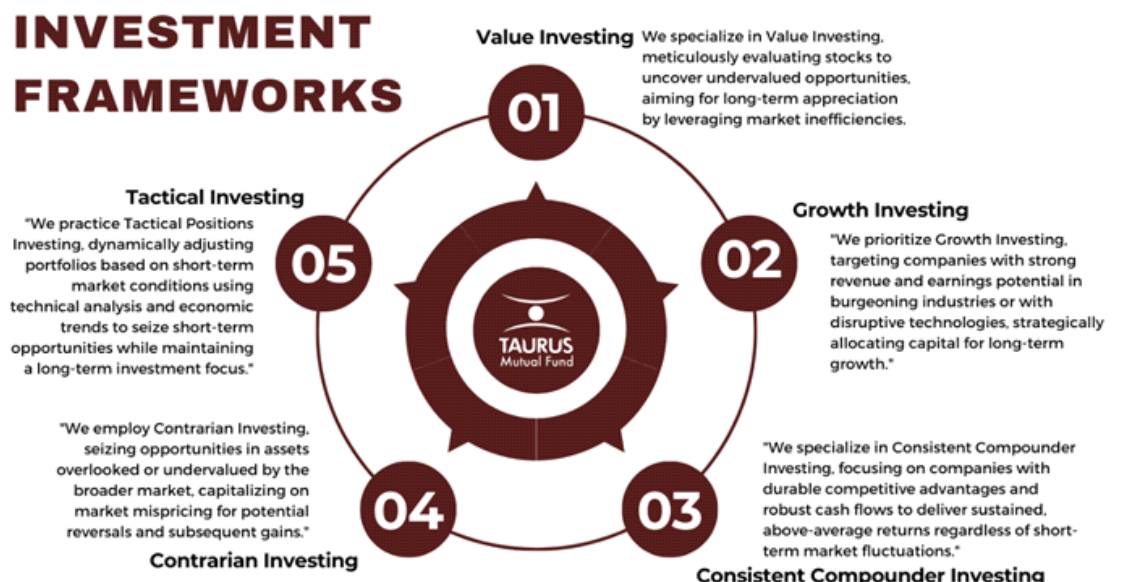 INVESTMENT
FRAMEWORKS
Value Investing
We specialize in Value Investing,
meticulously evaluating stocks to
uncover undervalued opportunities,
aiming for long-term appreciation
by leveraging market inefficiencies.
01
Growth Investing
"We prioritize Growth Investing,
targeting companies with strong
revenue and earnings potential in
burgeoning industries or with
disruptive technologies, strategically
allocating capital for long-term
growth."
02
"We specialize in Consistent Compounder
Investing, focusing on companies with
durable competitive advantages and
robust cash flows to deliver sustained,
above-average returns regardless of short-
term market fluctuations."
03
Consistent Compounder Investing
"We employ Contrarian Investing,
seizing opportunities in assets
overlooked or undervalued by the
broader market, capitalizing on
market mispricing for potential
reversals and subsequent gains."
04
Contrarian Investing
Tactical Investing
"We practice Tactical Positions
Investing, dynamically adjusting
portfolios based on short-term
market conditions using
technical analysis and economic
trends to seize short-term
opportunities while maintaining
a long-term investment focus."
05
TAURUS
Mutual Fund